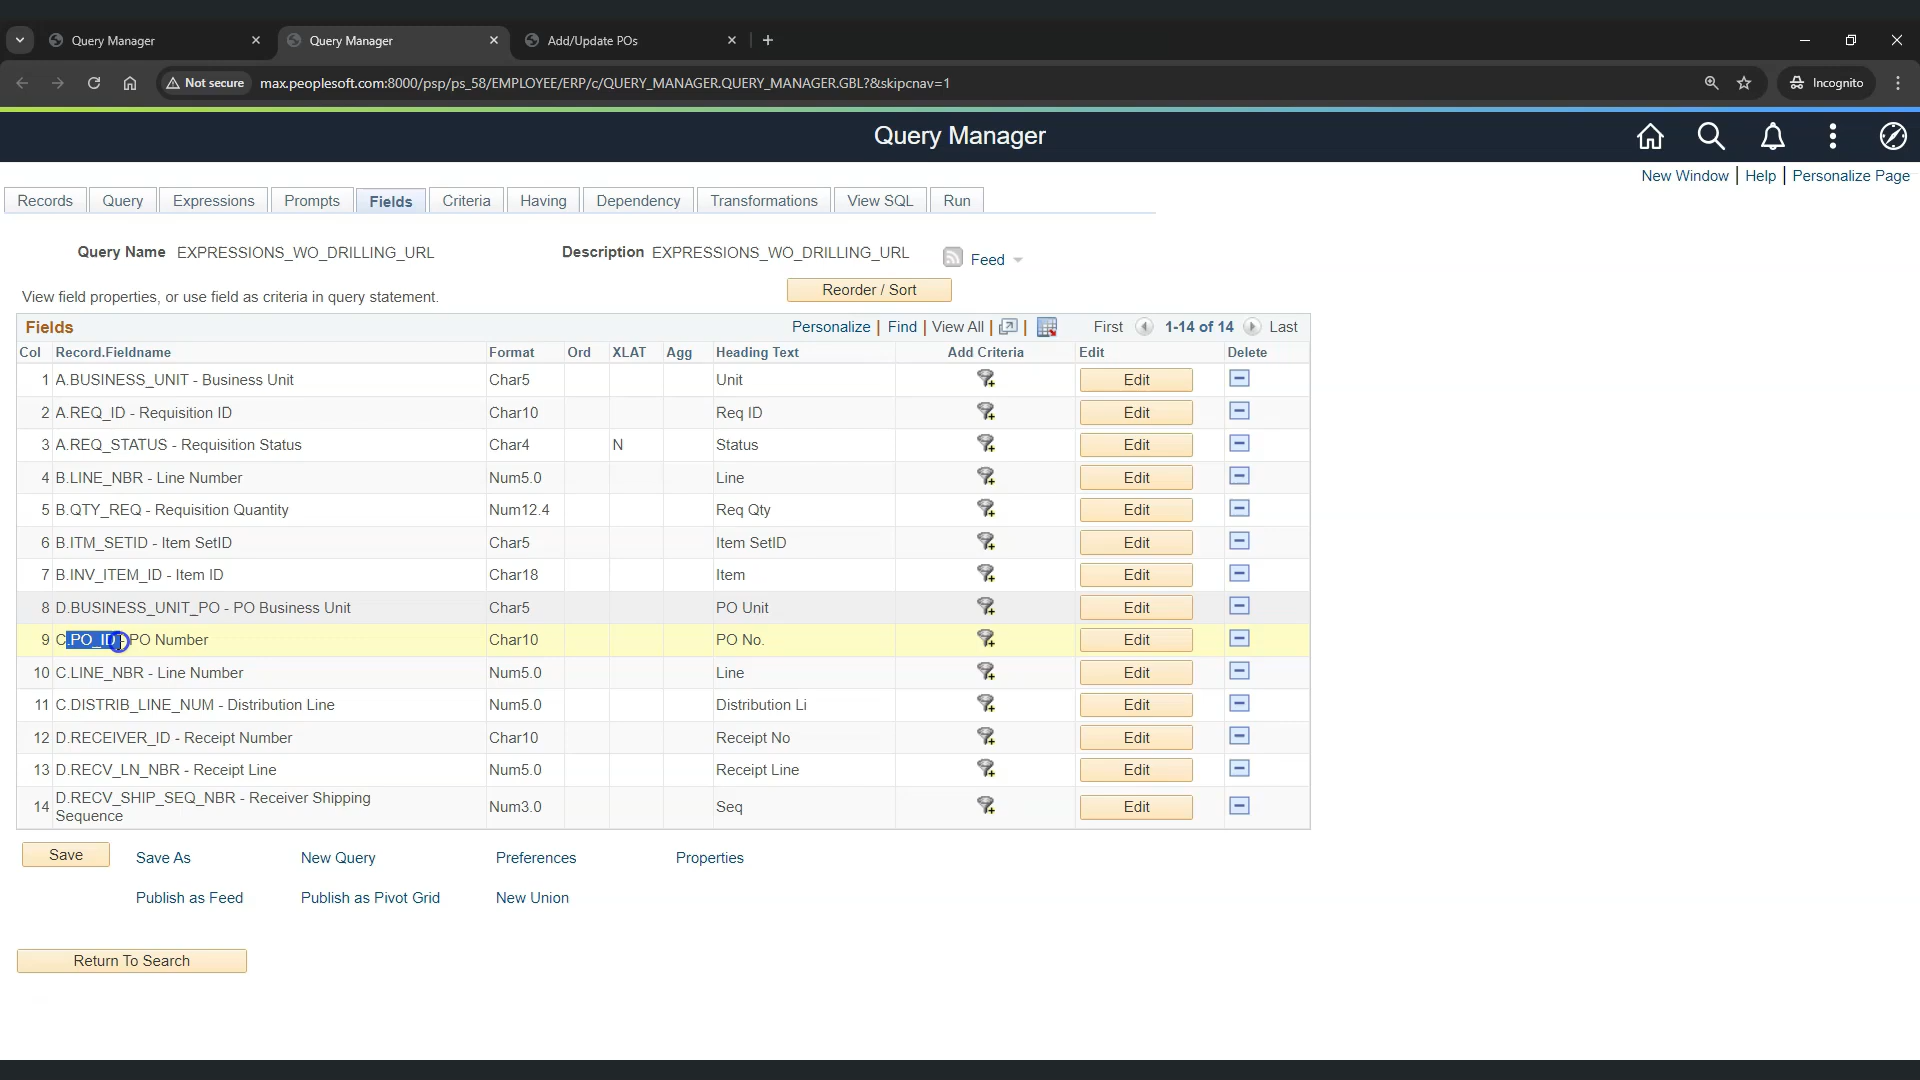 Query Manager
Query Manager
Add/Update POs
Not secure
max.peoplesoft.com:8000/psp/ps_58/EMPLOYEE/ERP/c/QUERY_MANAGER.QUERY_MANAGER.GBL?&skipcnav=1
Incognito
Query Manager
New Window | Help | Personalize Page
Records Query Expressions Prompts Fields Criteria Having Dependency Transformations View SQL Run
Query Name EXPRESSIONS_WO_DRILLING_URL Description EXPRESSIONS_WO_DRILLING_URL Feed
View field properties, or use field as criteria in query statement.
Reorder / Sort
Fields Personalize | Find | View All | | First 1-14 of 14 Last
Col Record.Fieldname Format Ord XLAT Agg Heading Text Add Criteria Edit Delete
1 A.BUSINESS_UNIT - Business Unit Char5 Unit Edit
2 A.REQ_ID - Requisition ID Char10 Req ID Edit
3 A.REQ_STATUS - Requisition Status Char4 N Status Edit
4 B.LINE_NBR - Line Number Num5.0 Line Edit
5 B.QTY_REQ - Requisition Quantity Num12.4 Req Qty Edit
6 B.ITM_SETID - Item SetID Char5 Item SetID Edit
7 B.INV_ITEM_ID - Item ID Char18 Item Edit
8 D.BUSINESS_UNIT_PO - PO Business Unit Char5 PO Unit Edit
9 C.PO_ID - PO Number Char10 PO No. Edit
10 C.LINE_NBR - Line Number Num5.0 Line Edit
11 C.DISTRIB_LINE_NUM - Distribution Line Num5.0 Distribution Li Edit
12 D.RECEIVER_ID - Receipt Number Char10 Receipt No Edit
13 D.RECV_LN_NBR - Receipt Line Num5.0 Receipt Line Edit
14 D.RECV_SHIP_SEQ_NBR - Receiver Shipping Sequence Num3.0 Seq Edit
Save Save As New Query Preferences Properties
Publish as Feed Publish as Pivot Grid New Union
Return To Search